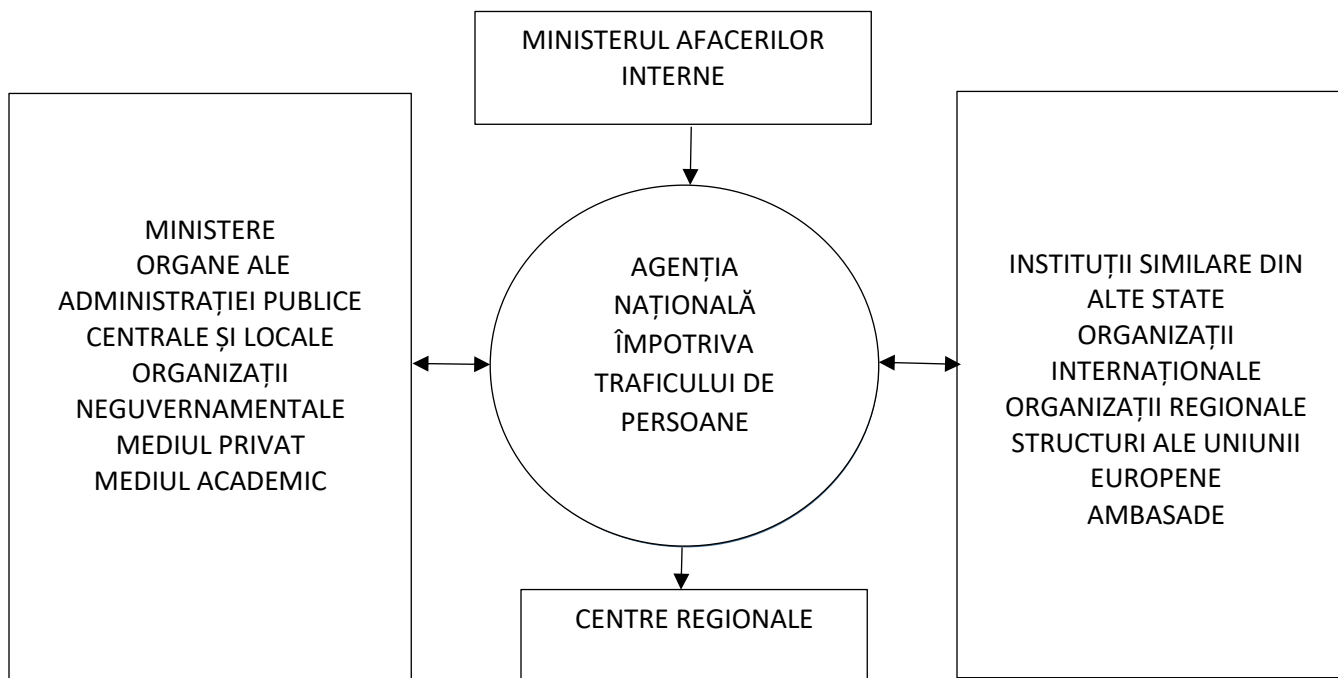 MINISTERUL AFACERILOR
INTERNE
MINISTERE
ORGANE ALE
ADMINISTRAȚIEI PUBLICE
CENTRALE ȘI LOCALE
ORGANIZAȚII
NEGUVERNAMENTALE
MEDIUL PRIVAT
MEDIUL ACADEMIC
AGENȚIA
NAȚIONALĂ
ÎMPOTRIVA
TRAFICULUI DE
PERSOANE
INSTITUȚII SIMILARE DIN
ALTE STATE
ORGANIZAȚII
INTERNAȚIONALE
ORGANIZAȚII REGIONALE
STRUCTURI ALE UNIUNII
EUROPENE
AMBASADE
CENTRE REGIONALE